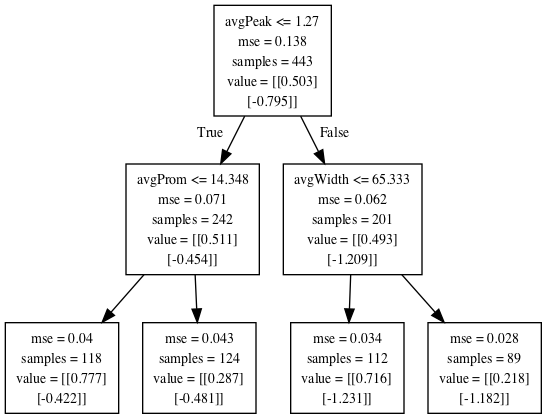 avgPeak <= 1.27
mse = 0.138
samples = 443
value = [[0.503]
[-0.795]]
True
False
avgProm <= 14.348
mse = 0.071
samples = 242
value = [[0.511]
[-0.454]]
avgWidth <= 65.333
mse = 0.062
samples = 201
value = [[0.493]
[-1.209]]
mse = 0.04
samples = 118
value = [[0.777]
[-0.422]]
mse = 0.043
samples = 124
value = [[0.287]
[-0.481]]
mse = 0.034
samples = 112
value = [[0.716]
[-1.231]]
mse = 0.028
samples = 89
value = [[0.218]
[-1.182]]